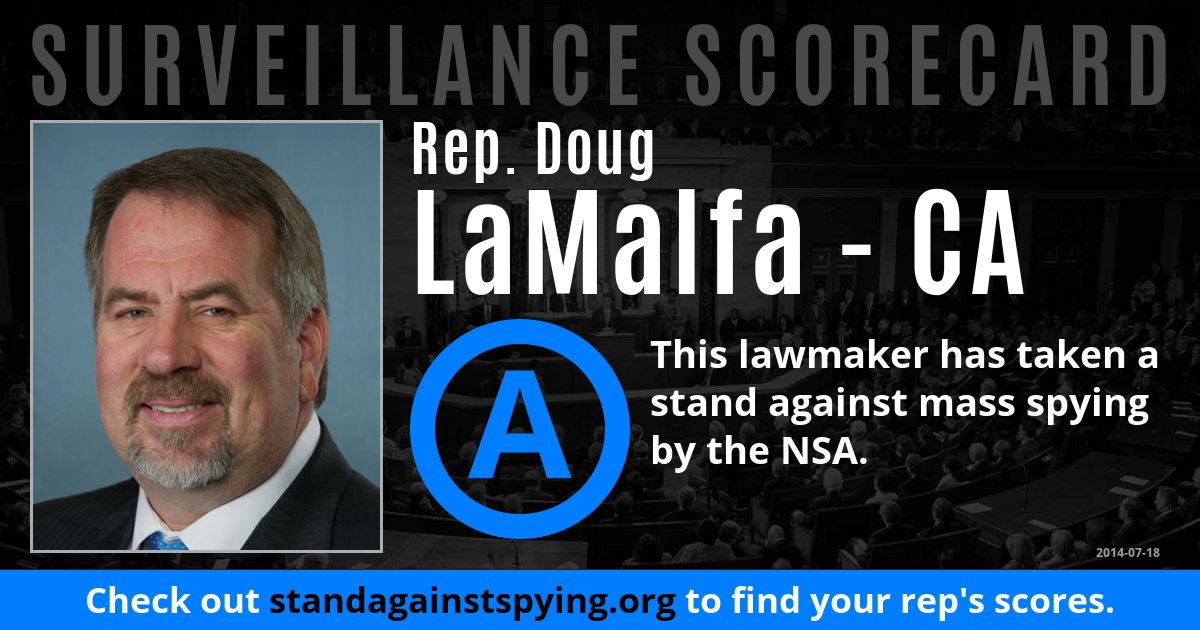 SURVEILLANCE SCORECARD
Rep. Doug
LaMalfa - CA
A
This lawmaker has taken a
stand against mass spying
by the NSA.
2014-07-18
Check out standagainstspying.org to find your rep's scores.